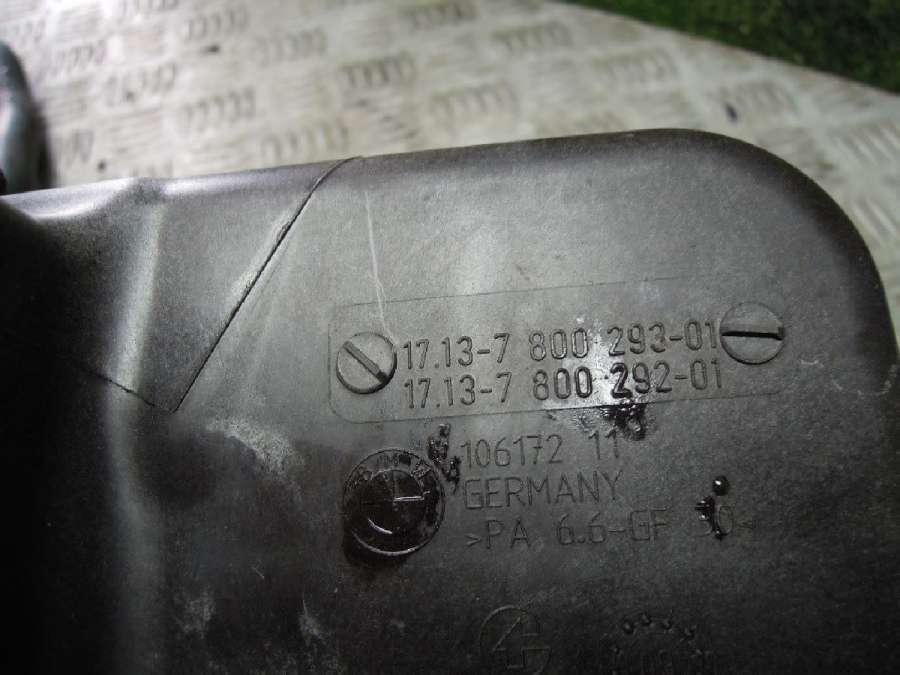 17.13-7 800 293-01
17.13-7 800 292-01
106172 11
GERMANY
BMW
>PA 6.6-GF 30<